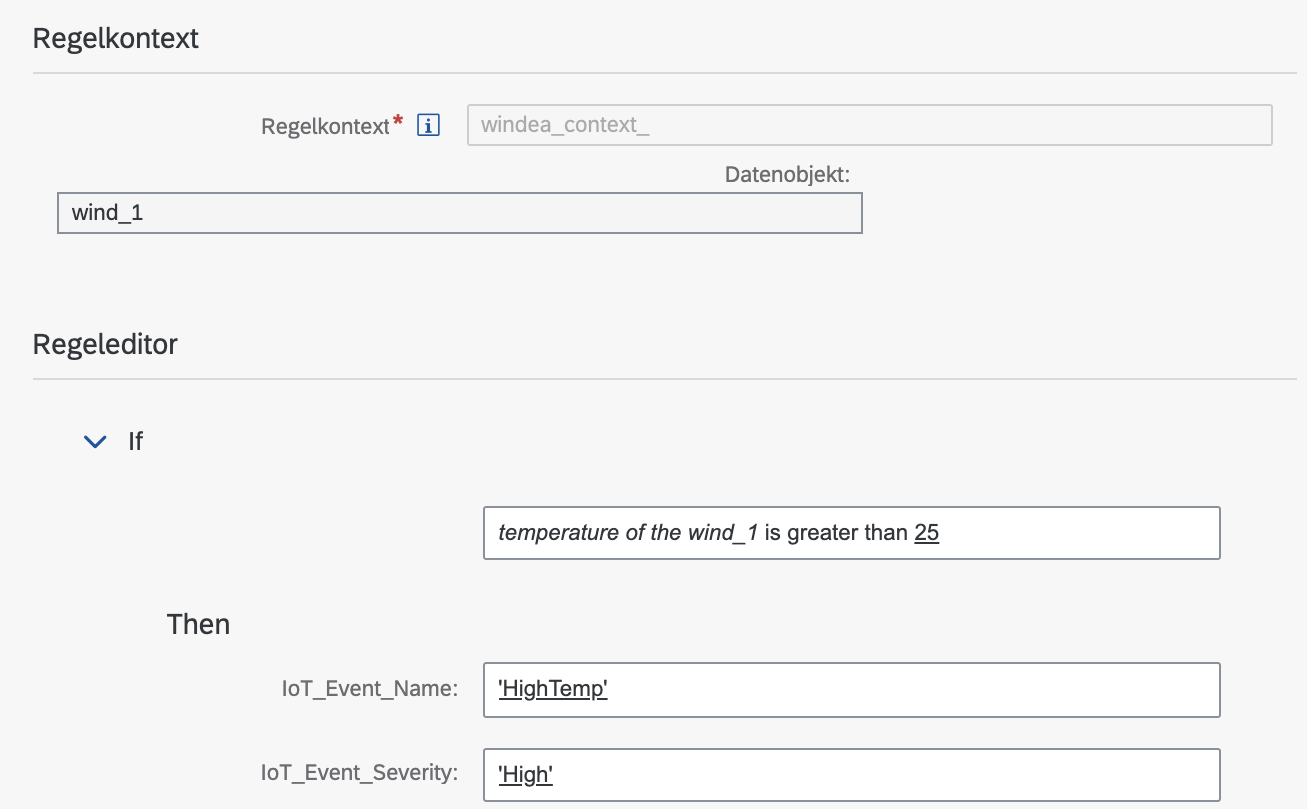 Regelkontext
Regelkontext* i windea_context_
Datenobjekt:
wind_1
Regeleditor
If
temperature of the wind_1 is greater than 25
Then
IoT_Event_Name: 'HighTemp'
IoT_Event_Severity: 'High'